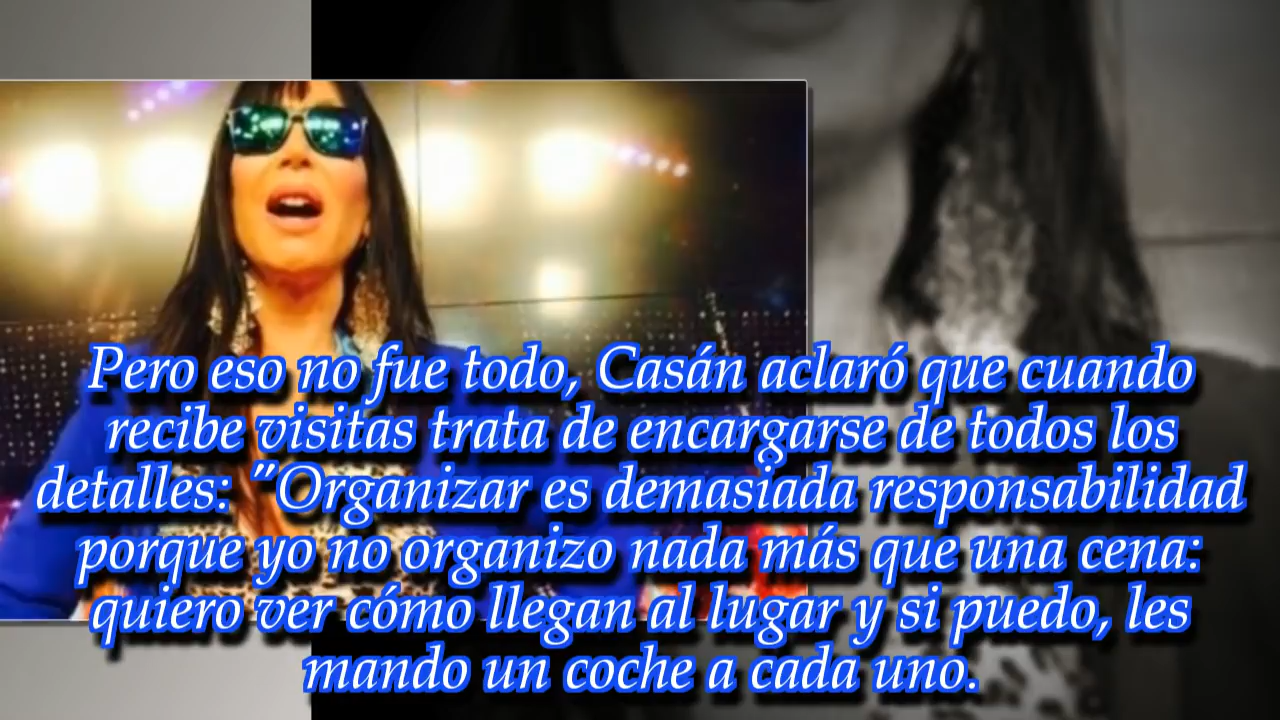 Pero eso no fue todo, Casán aclaró que cuando
recibe visitas trata de encargarse de todos los
detalles: "Organizar es demasiada responsabilidad
porque yo no organizo nada más que una cena:
quiero ver cómo llegan al lugar y si puedo, les
mando un coche a cada uno.